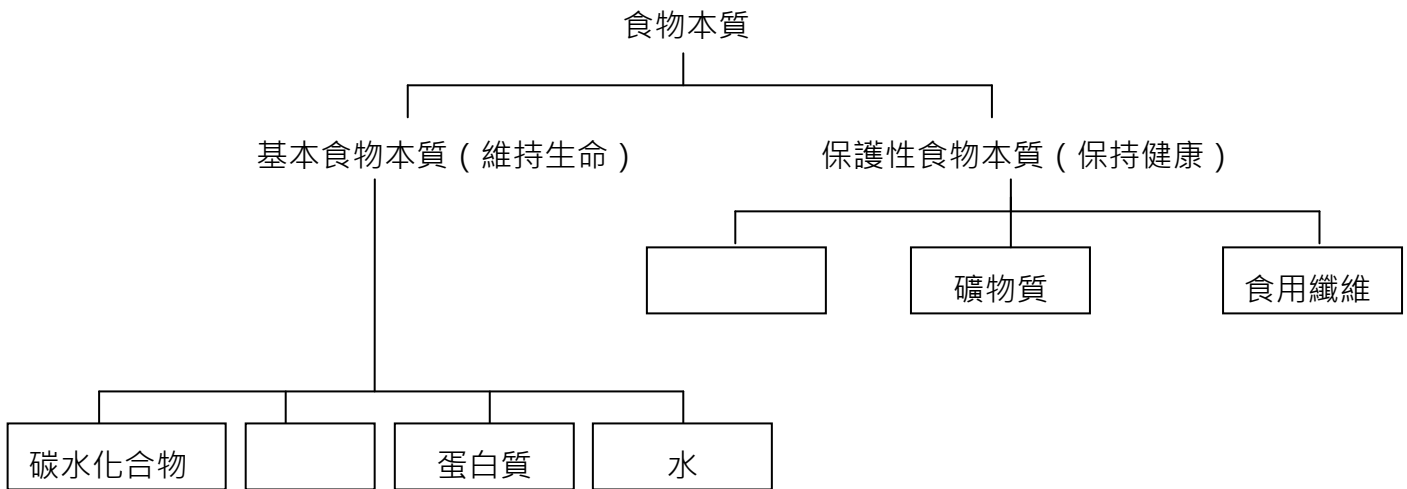 食物本質
基本食物本質（維持生命）
保護性食物本質（保持健康）
礦物質
食用纖維
碳水化合物
蛋白質
水